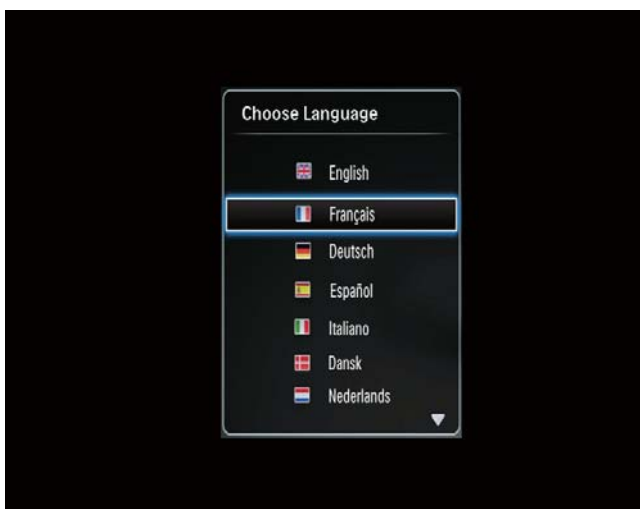 Choose Language
English
Français
Deutsch
Español
Italiano
Dansk
Nederlands